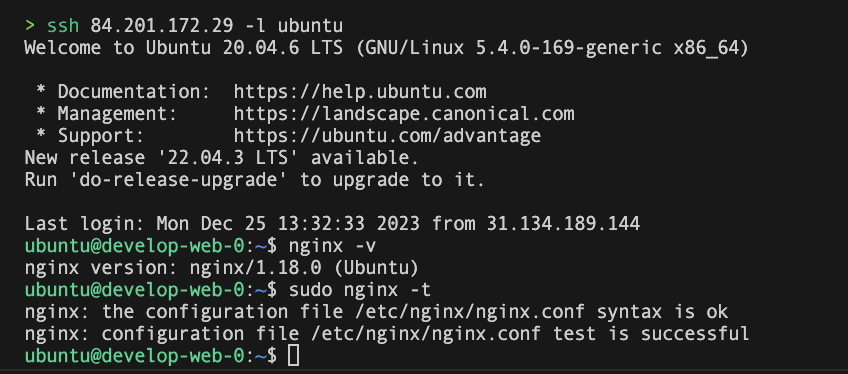 > ssh 84.201.172.29 -l ubuntu
Welcome to Ubuntu 20.04.6 LTS (GNU/Linux 5.4.0-169-generic x86_64)
* Documentation:  https://help.ubuntu.com
* Management:     https://landscape.canonical.com
* Support:        https://ubuntu.com/advantage
New release '22.04.3 LTS' available.
Run 'do-release-upgrade' to upgrade to it.
Last login: Mon Dec 25 13:32:33 2023 from 31.134.189.144
ubuntu@develop-web-0:~$ nginx -v
nginx version: nginx/1.18.0 (Ubuntu)
ubuntu@develop-web-0:~$ sudo nginx -t
nginx: the configuration file /etc/nginx/nginx.conf syntax is ok
nginx: configuration file /etc/nginx/nginx.conf test is successful
ubuntu@develop-web-0:~$